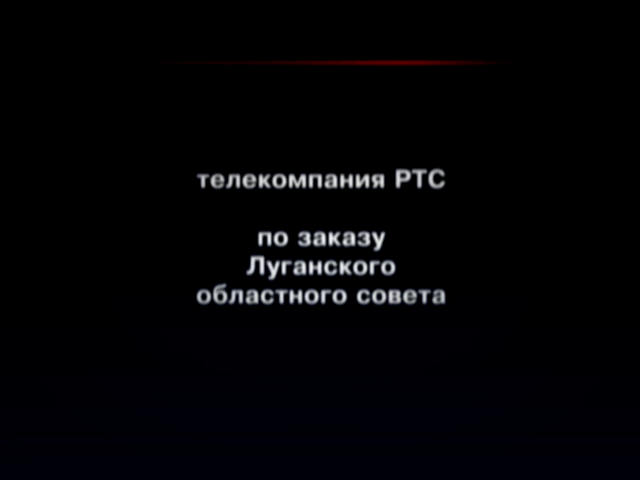 телекомпания РТС
по заказу
Луганского
областного совета